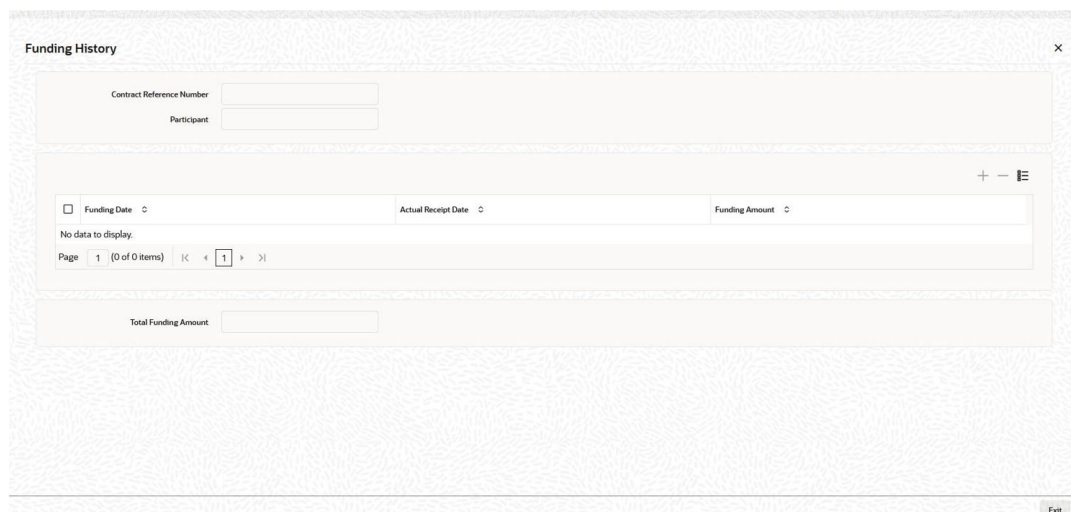 Funding History
Contract Reference Number
Participant
Funding Date Actual Receipt Date Funding Amount
No data to display.
Page 1 (0 of 0 items) 1
Total Funding Amount
Exit